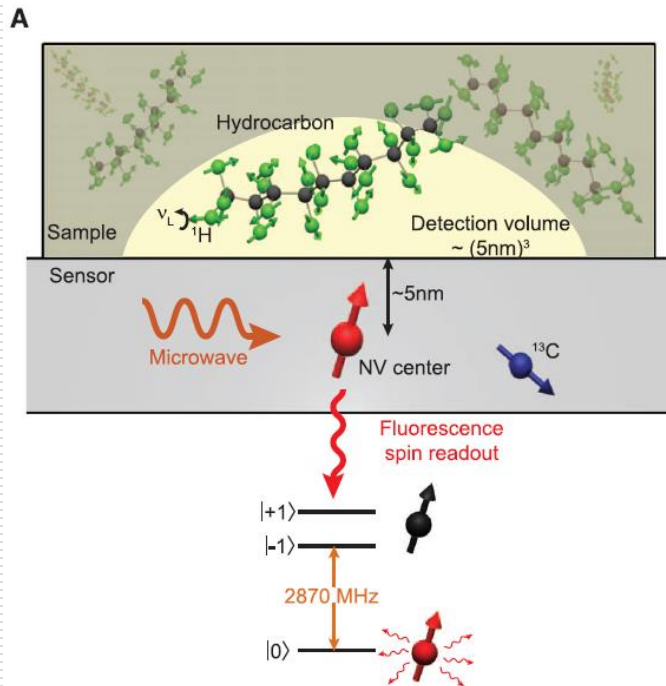 A
Hydrocarbon
ν_L
¹H
Detection volume
~ (5nm)³
Sample
Sensor
~5nm
Microwave
NV center
¹³C
Fluorescence
spin readout
|+1⟩
|-1⟩
2870 MHz
|0⟩